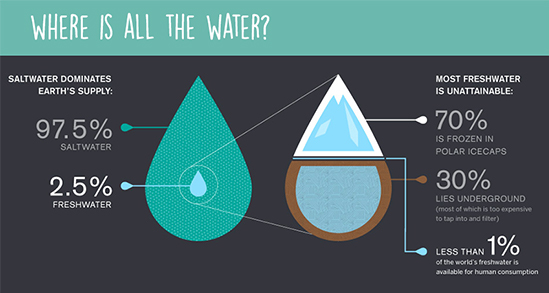 WHERE IS ALL THE WATER?
SALTWATER DOMINATES
EARTH'S SUPPLY:
97.5%
SALTWATER
2.5%
FRESHWATER
MOST FRESHWATER
IS UNATTAINABLE:
70%
IS FROZEN IN
POLAR ICECAPS
30%
LIES UNDERGROUND
(most of which is too expensive
to tap into and filter)
LESS THAN 1%
of the world's freshwater is
available for human consumption